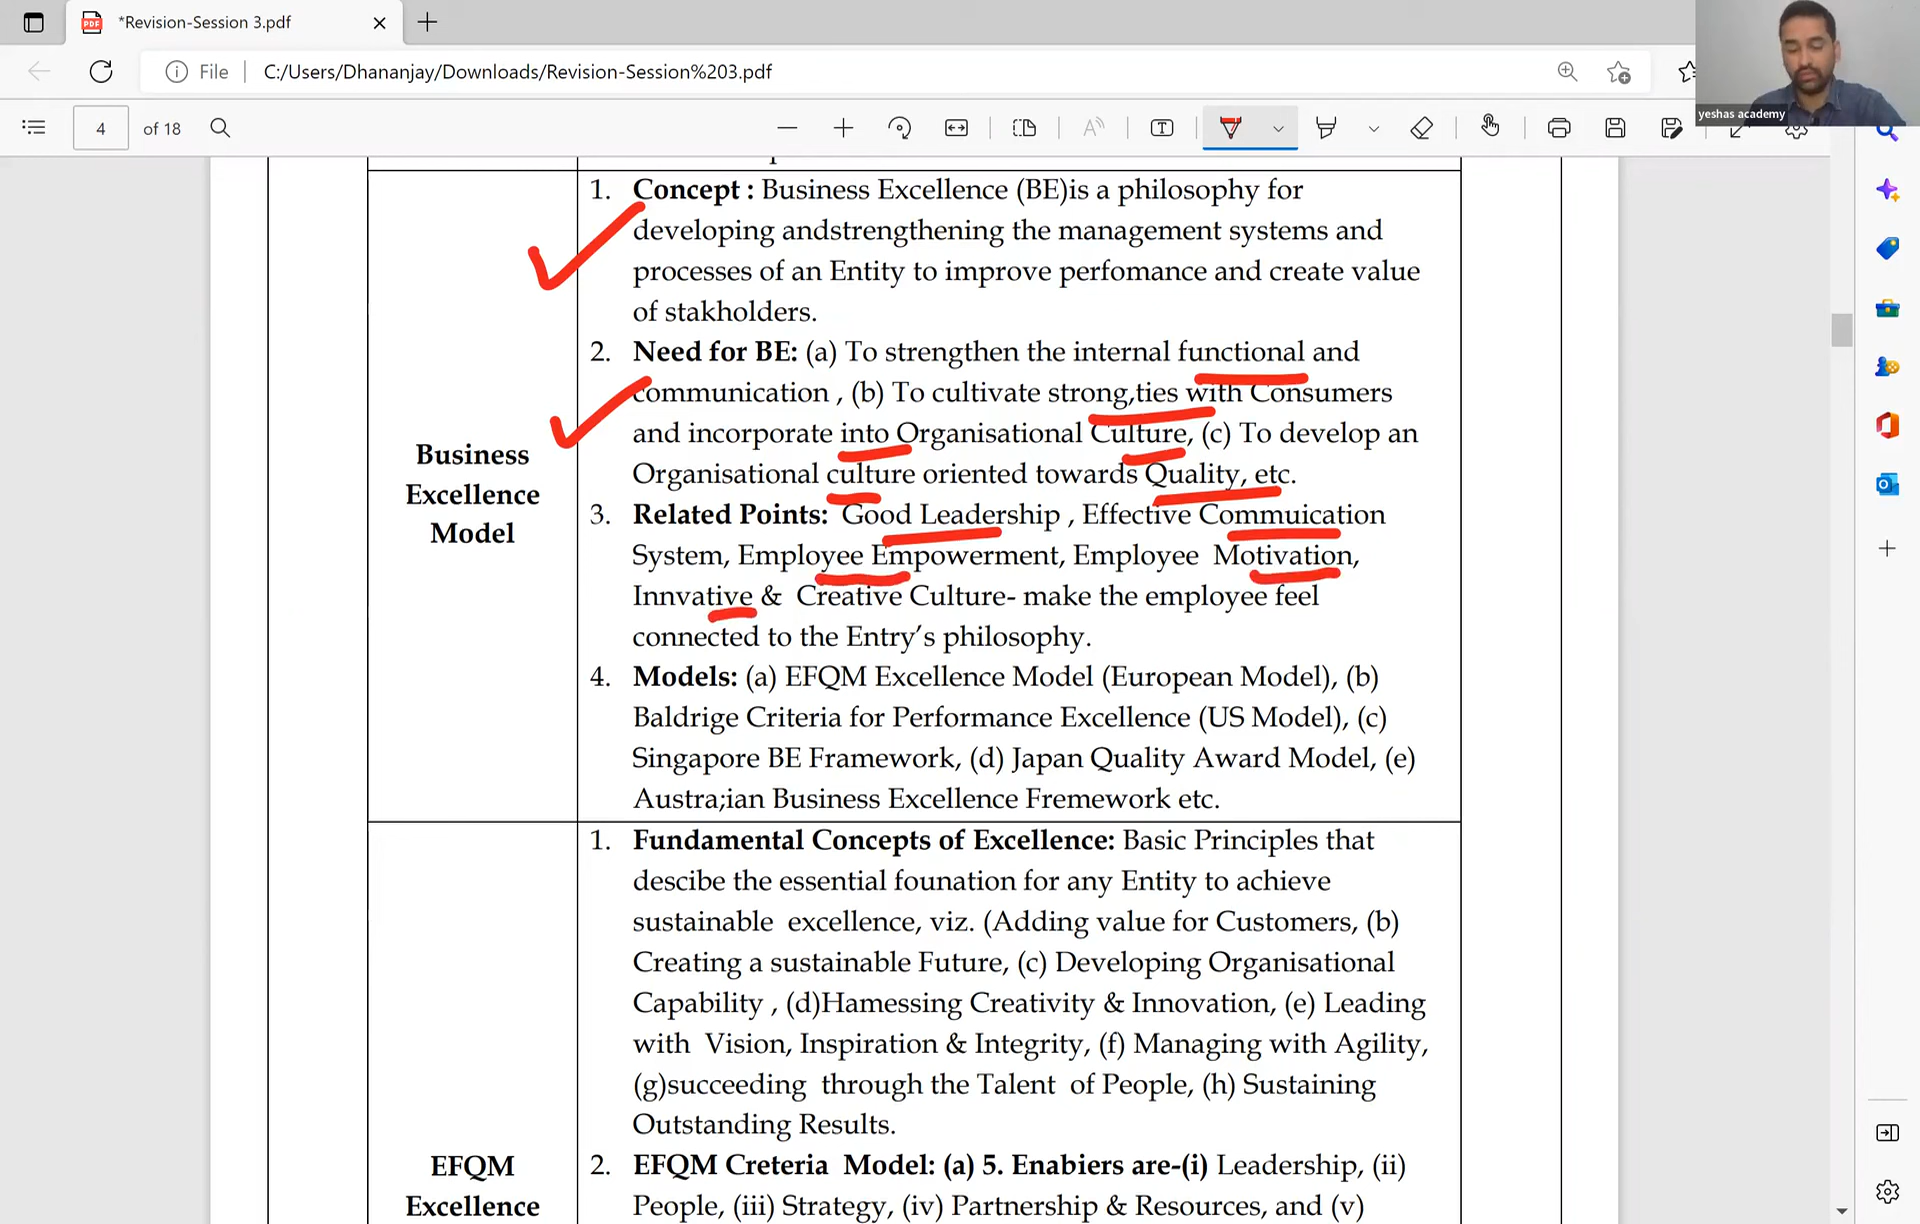 *Revision-Session 3.pdf
File
C:/Users/Dhananjay/Downloads/Revision-Session%203.pdf
yeshas academy
4 of 18
1. Concept : Business Excellence (BE)is a philosophy for
developing andstrengthening the management systems and
processes of an Entity to improve perfomance and create value
of stakholders.
2. Need for BE: (a) To strengthen the internal functional and
communication , (b) To cultivate strong,ties with Consumers
and incorporate into Organisational Culture, (c) To develop an
Organisational culture oriented towards Quality, etc.
Business
Excellence
Model
3. Related Points: Good Leadership , Effective Commuication
System, Employee Empowerment, Employee Motivation,
Innvative & Creative Culture- make the employee feel
connected to the Entry's philosophy.
4. Models: (a) EFQM Excellence Model (European Model), (b)
Baldrige Criteria for Performance Excellence (US Model), (c)
Singapore BE Framework, (d) Japan Quality Award Model, (e)
Austra;ian Business Excellence Fremework etc.
1. Fundamental Concepts of Excellence: Basic Principles that
descibe the essential founation for any Entity to achieve
sustainable excellence, viz. (Adding value for Customers, (b)
Creating a sustainable Future, (c) Developing Organisational
Capability , (d)Hamessing Creativity & Innovation, (e) Leading
with Vision, Inspiration & Integrity, (f) Managing with Agility,
(g)succeeding through the Talent of People, (h) Sustaining
Outstanding Results.
EFQM
Excellence
2. EFQM Creteria Model: (a) 5. Enabiers are-(i) Leadership, (ii)
People, (iii) Strategy, (iv) Partnership & Resources, and (v)